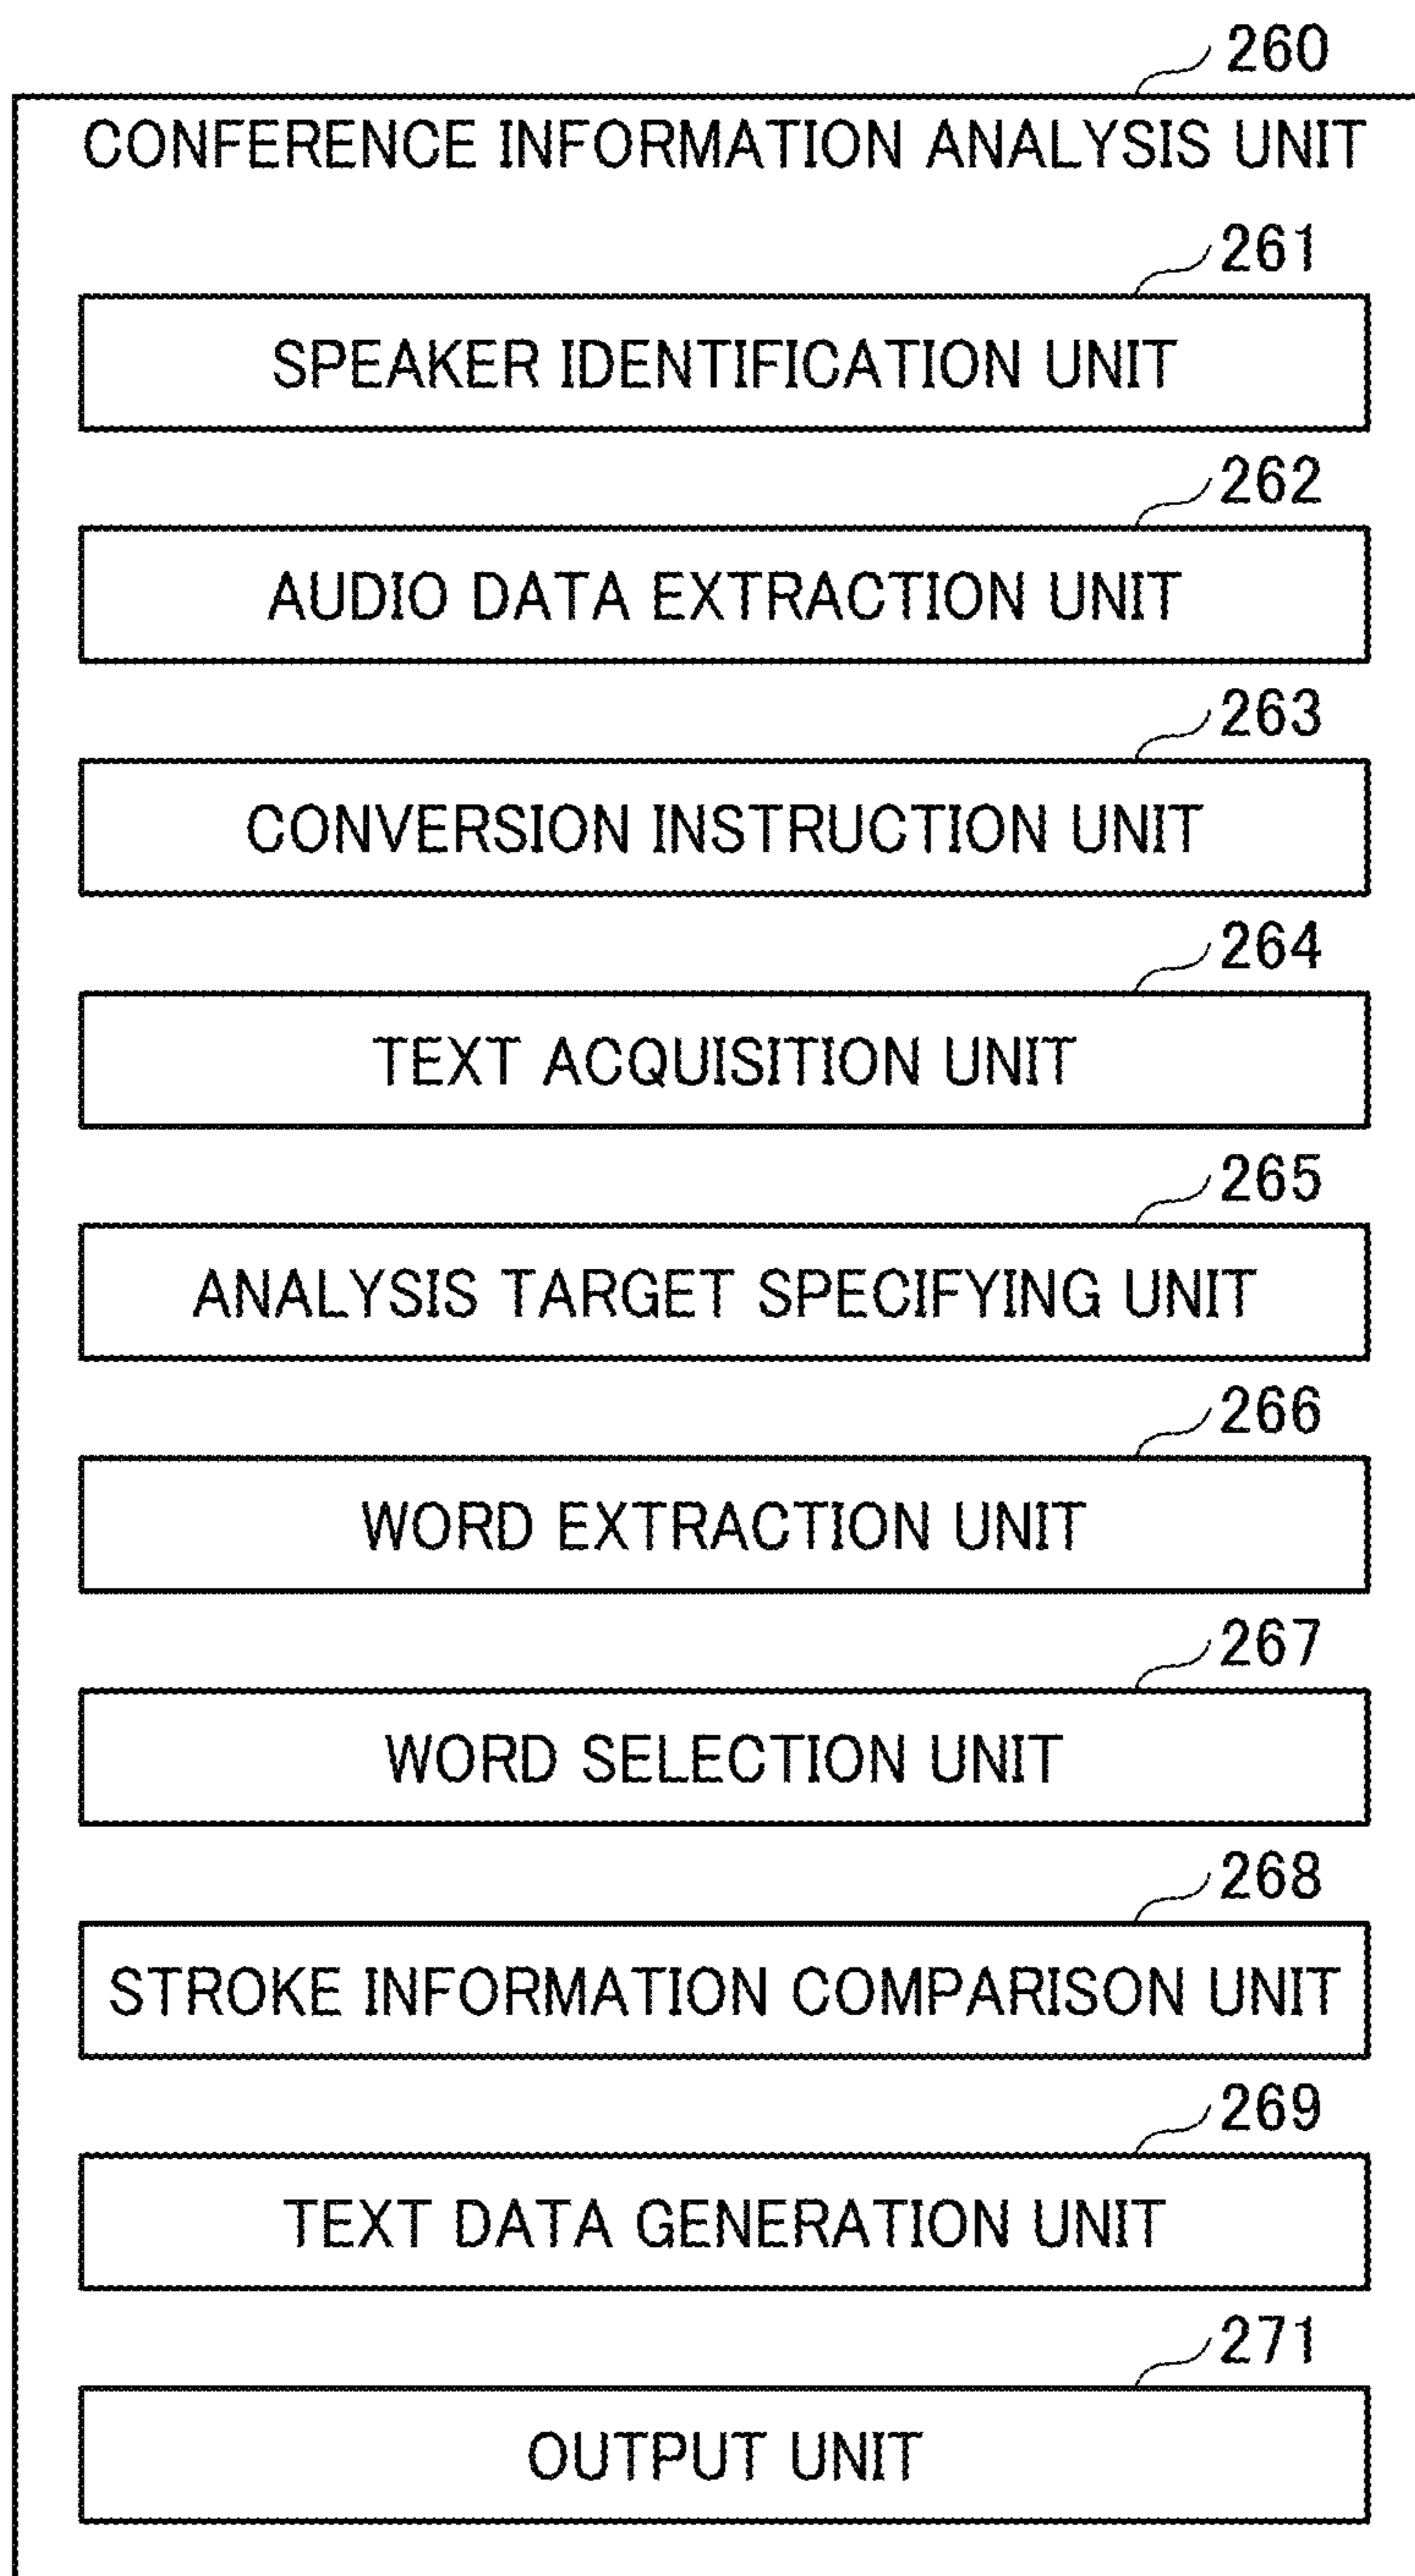 260
CONFERENCE INFORMATION ANALYSIS UNIT
261
SPEAKER IDENTIFICATION UNIT
262
AUDIO DATA EXTRACTION UNIT
263
CONVERSION INSTRUCTION UNIT
264
TEXT ACQUISITION UNIT
265
ANALYSIS TARGET SPECIFYING UNIT
266
WORD EXTRACTION UNIT
267
WORD SELECTION UNIT
268
STROKE INFORMATION COMPARISON UNIT
269
TEXT DATA GENERATION UNIT
271
OUTPUT UNIT